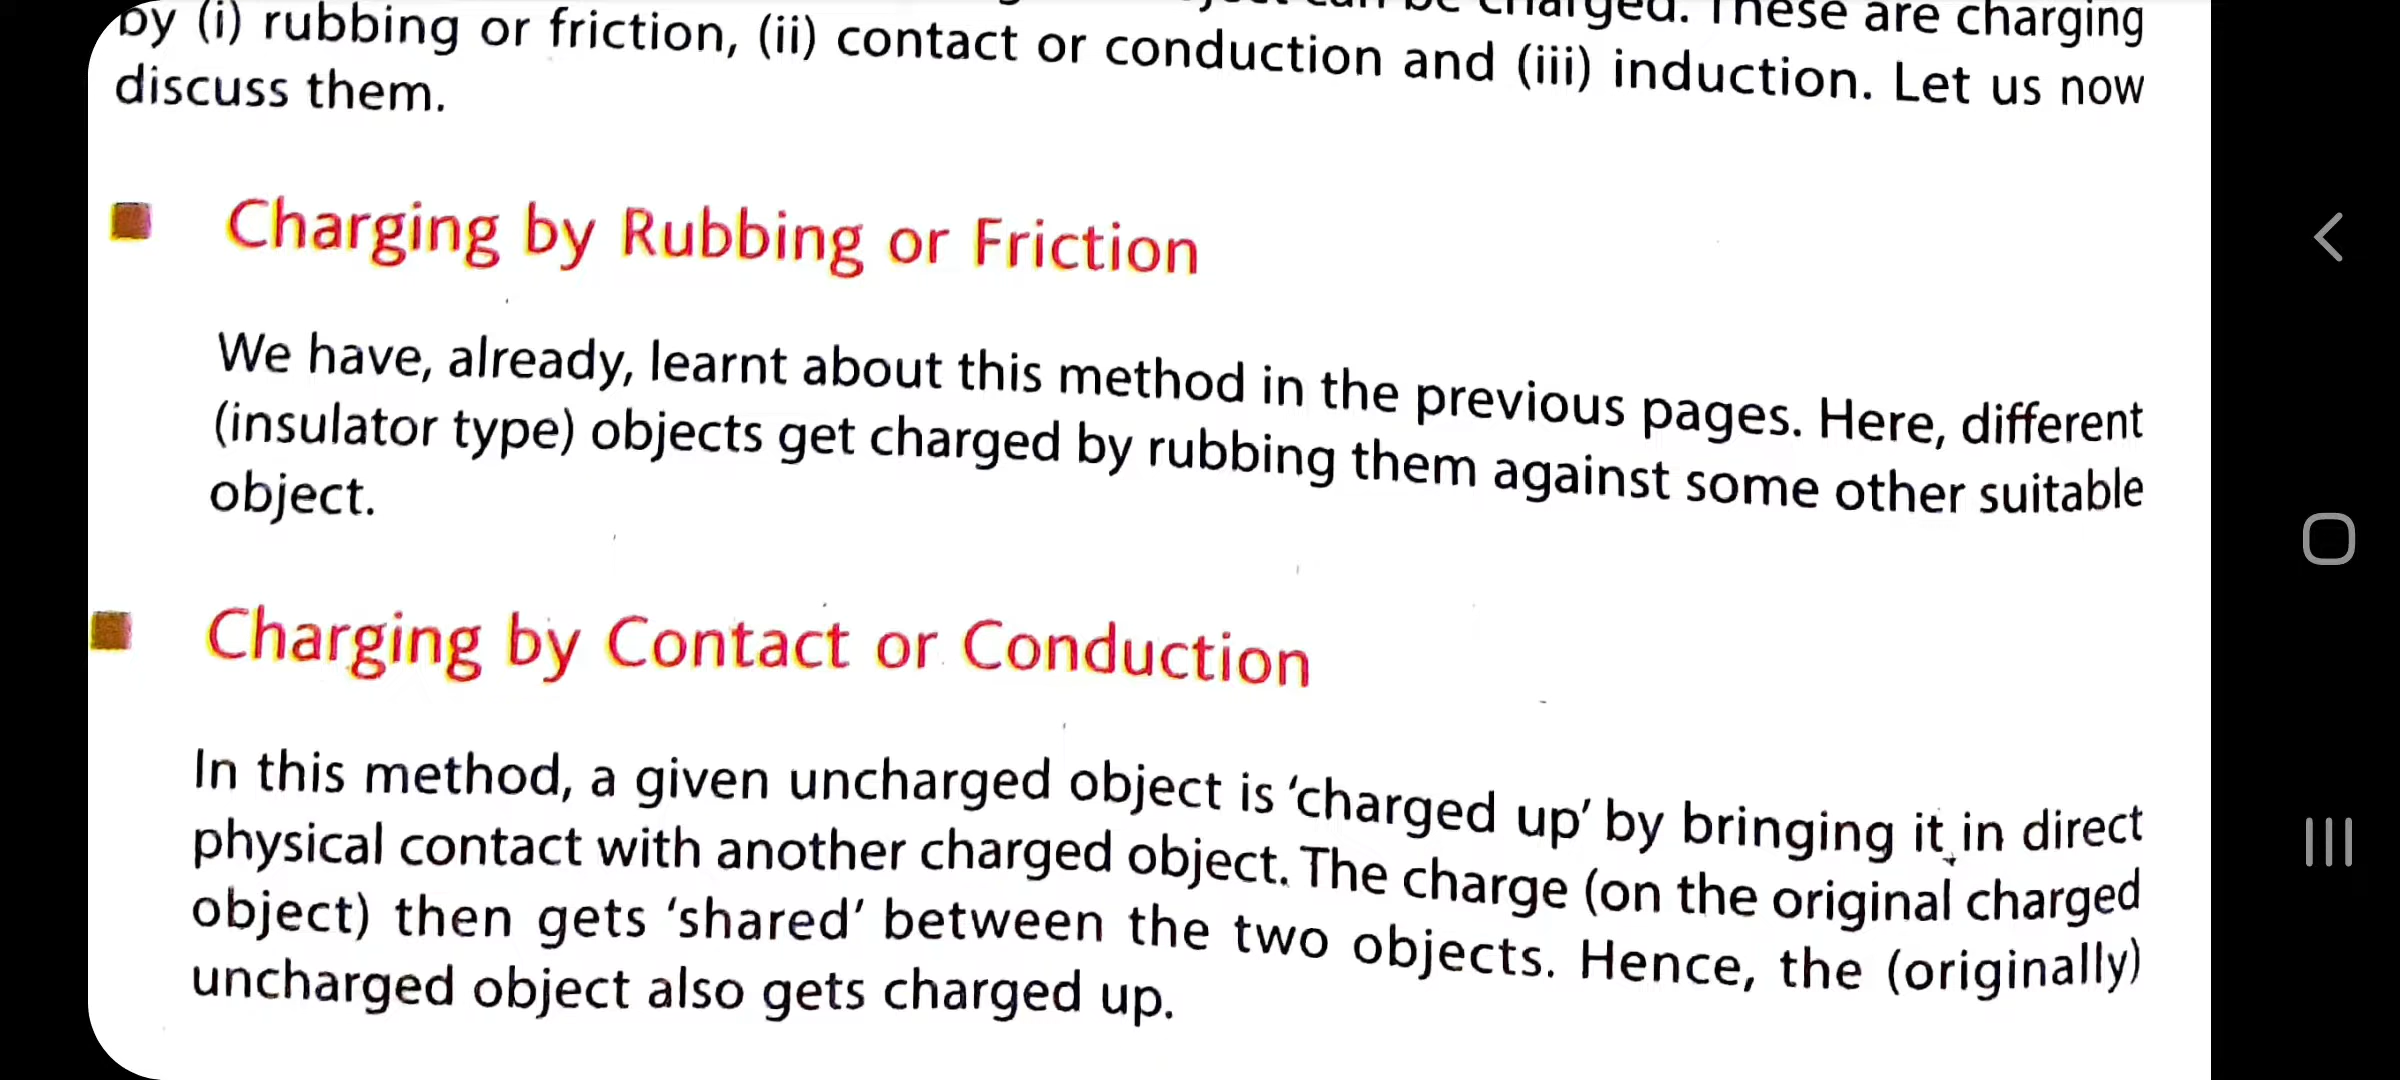 by (i) rubbing or friction, (ii) contact or conduction and (iii) induction. Let us now
be charged. These are charging
discuss them.
Charging by Rubbing or Friction
We have, already, learnt about this method in the previous pages. Here, different
(insulator type) objects get charged by rubbing them against some other suitable
object.
Charging by Contact or Conduction
In this method, a given uncharged object is ‘charged up’ by bringing it in direct
physical contact with another charged object. The charge (on the original charged
object) then gets ‘shared’ between the two objects. Hence, the (originally)
uncharged object also gets charged up.